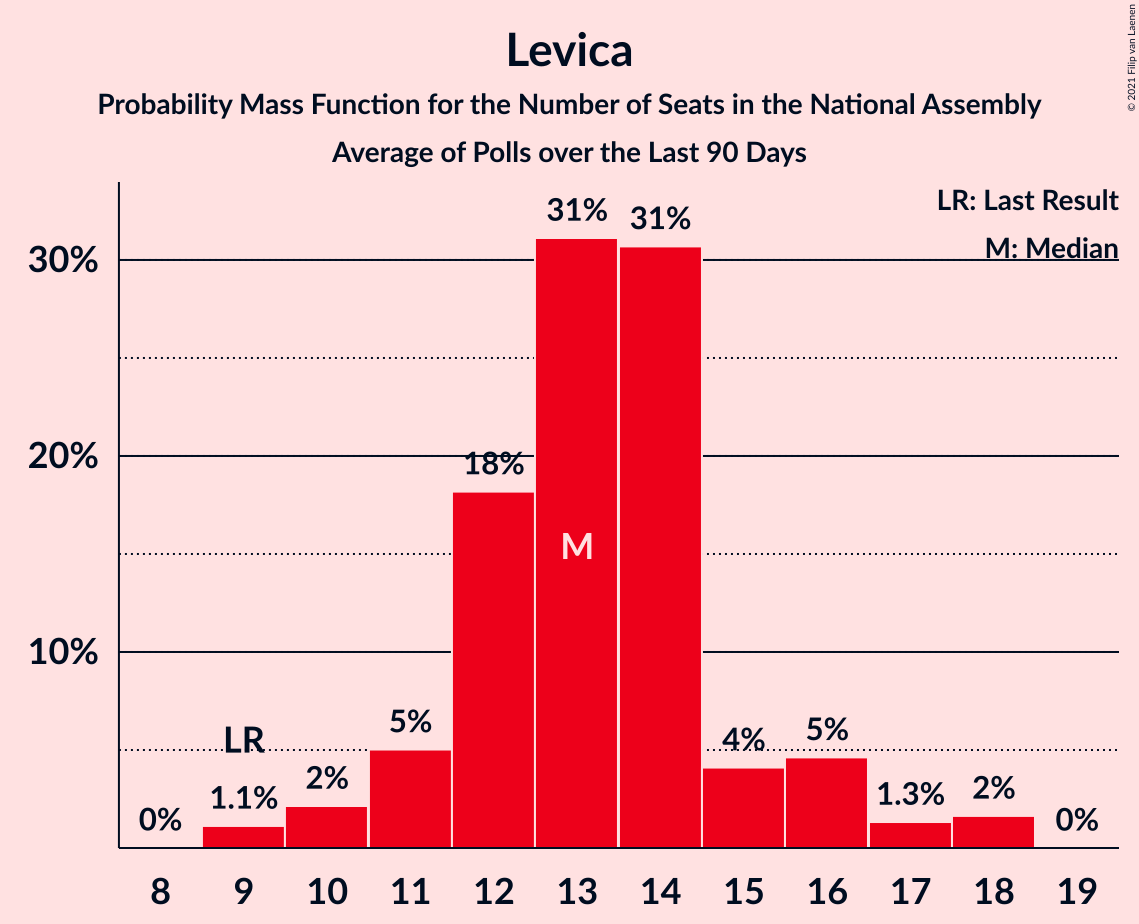 Levica
Probability Mass Function for the Number of Seats in the National Assembly
Average of Polls over the Last 90 Days
© 2021 Filip van Laenen
LR: Last Result
M: Median
30%
20%
10%
0%
1.1%
2%
5%
18%
31%
31%
4%
5%
1.3%
2%
0%
LR
M
8 9 10 11 12 13 14 15 16 17 18 19